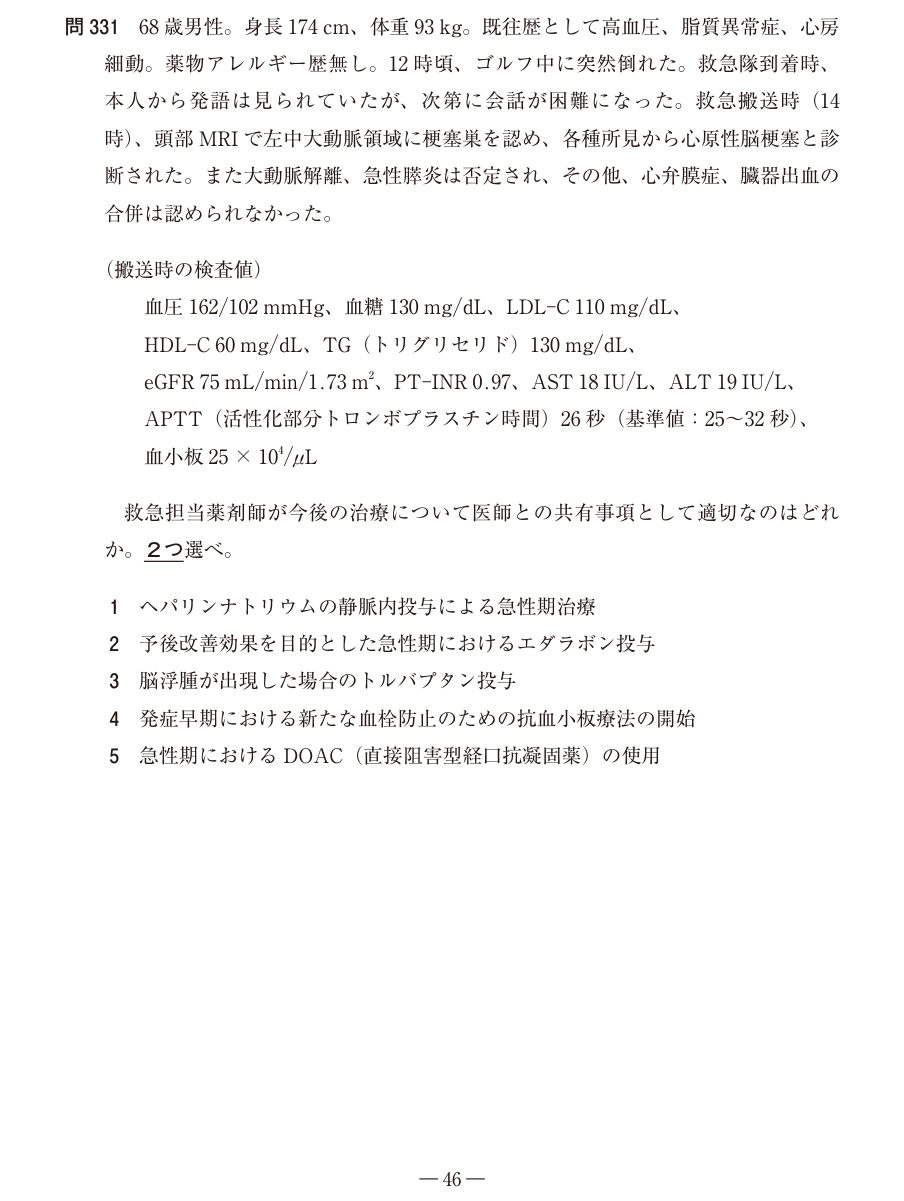 問 331 68 歳男性。身長 174 cm、体重 93 kg。既往歴として高血圧、脂質異常症、心房
細動。薬物アレルギー歴無し。12 時頃、ゴルフ中に突然倒れた。救急隊到着時、
本人から発語は見られていたが、次第に会話が困難になった。救急搬送時（14
時）、頭部 MRI で左中大動脈領域に梗塞巣を認め、各種所見から心原性脳梗塞と診
断された。また大動脈解離、急性膵炎は否定され、その他、心弁膜症、臓器出血の
合併は認められなかった。
（搬送時の検査値）
血圧 162/102 mmHg、血糖 130 mg/dL、LDL-C 110 mg/dL、
HDL-C 60 mg/dL、TG（トリグリセリド）130 mg/dL、
eGFR 75 mL/min/1.73 m²、PT-INR 0.97、AST 18 IU/L、ALT 19 IU/L、
APTT（活性化部分トロンボプラスチン時間）26 秒（基準値：25～32 秒）、
血小板 25 × 10⁴/μL
救急担当薬剤師が今後の治療について医師との共有事項として適切なのはどれ
か。2つ選べ。
1 ヘパリンナトリウムの静脈内投与による急性期治療
2 予後改善効果を目的とした急性期におけるエダラボン投与
3 脳浮腫が出現した場合のトルバプタン投与
4 発症早期における新たな血栓防止のための抗血小板療法の開始
5 急性期における DOAC（直接阻害型経口抗凝固薬）の使用
— 46 —